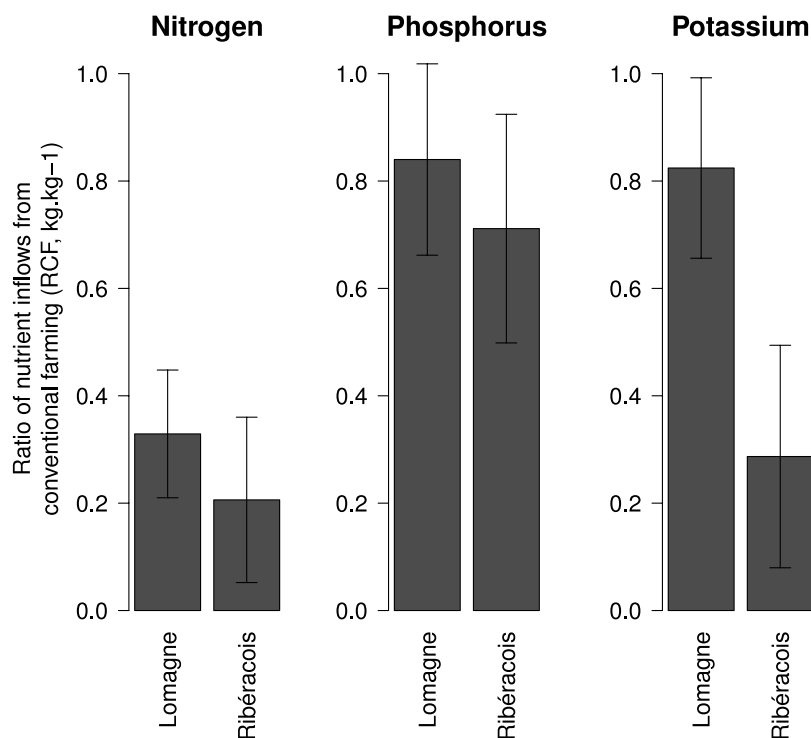 Nitrogen
Phosphorus
Potassium
Ratio of nutrient inflows from
conventional farming (RCF, kg.kg−1)
1.0
0.8
0.6
0.4
0.2
0.0
Lomagne
Ribéracois
1.0
0.8
0.6
0.4
0.2
0.0
Lomagne
Ribéracois
1.0
0.8
0.6
0.4
0.2
0.0
Lomagne
Ribéracois